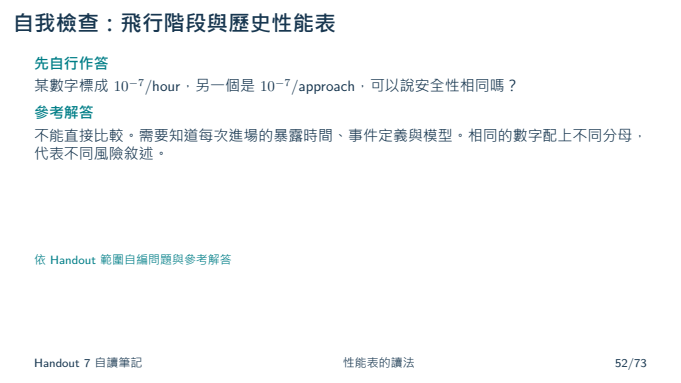 自我檢查：飛行階段與歷史性能表
先自行作答
某數字標成 10⁻⁷/hour，另一個是 10⁻⁷/approach，可以說安全性相同嗎？
參考解答
不能直接比較。需要知道每次進場的暴露時間、事件定義與模型。相同的數字配上不同分母，
代表不同風險敘述。
依 Handout 範圍自編問題與參考解答
Handout 7 自讀筆記
性能表的讀法
52/73